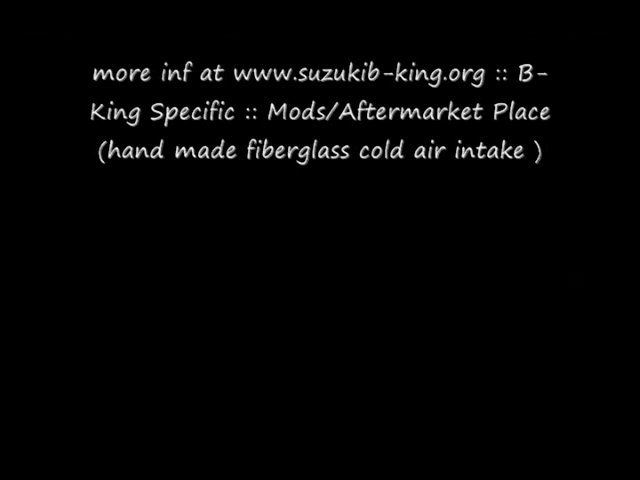 more inf at www.suzukib-king.org :: B-
King Specific :: Mods/Aftermarket Place
(hand made fiberglass cold air intake )